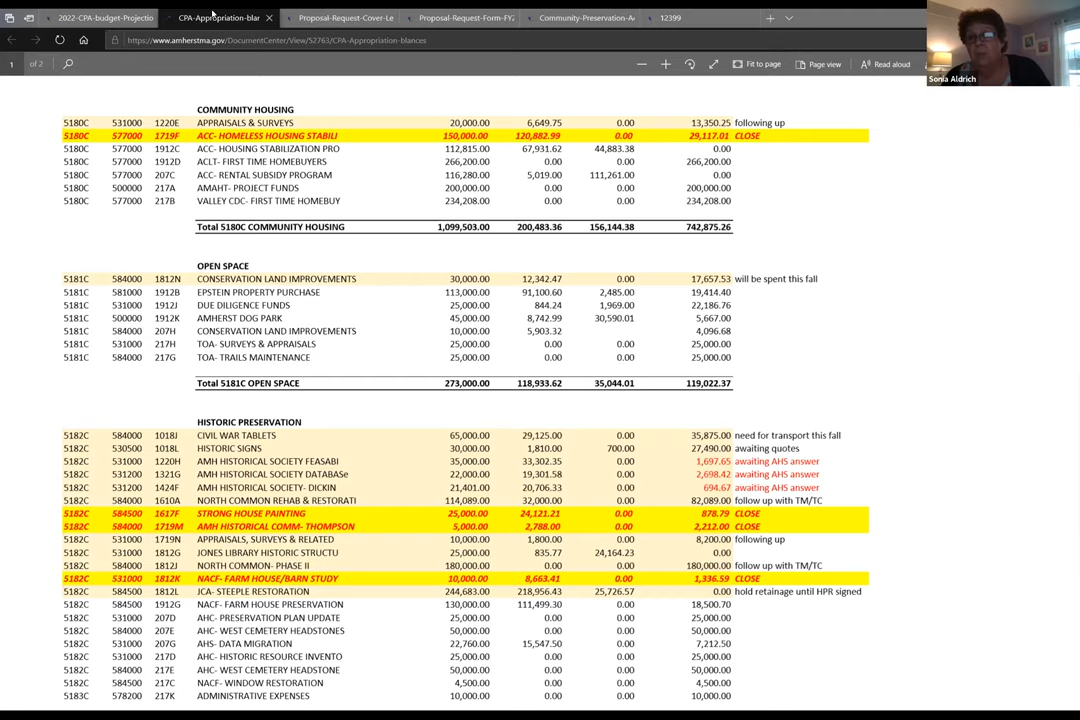 2022-CPA-budget-Projectio
CPA-Appropriation-blar
Proposal-Request-Cover-Le
Proposal-Request-Form-FY2
Community-Preservation-Ac
12399
https://www.amherstma.gov/DocumentCenter/View/52763/CPA-Appropriation-blances
1 of 2 Fit to page Page view Read aloud
Sonia Aldrich
COMMUNITY HOUSING
5180C 531000 1220E APPRAISALS & SURVEYS 20,000.00 6,649.75 0.00 13,350.25 following up
5180C 577000 1719F ACC- HOMELESS HOUSING STABILI 150,000.00 120,882.99 0.00 29,117.01 CLOSE
5180C 577000 1912C ACC- HOUSING STABILIZATION PRO 112,815.00 67,931.62 44,883.38 0.00
5180C 577000 1912D ACLT- FIRST TIME HOMEBUYERS 266,200.00 0.00 0.00 266,200.00
5180C 577000 207C ACC- RENTAL SUBSIDY PROGRAM 116,280.00 5,019.00 111,261.00 0.00
5180C 500000 217A AMAHT- PROJECT FUNDS 200,000.00 0.00 0.00 200,000.00
5180C 577000 217B VALLEY CDC- FIRST TIME HOMEBUY 234,208.00 0.00 0.00 234,208.00
Total 5180C COMMUNITY HOUSING 1,099,503.00 200,483.36 156,144.38 742,875.26
OPEN SPACE
5181C 584000 1812N CONSERVATION LAND IMPROVEMENTS 30,000.00 12,342.47 0.00 17,657.53 will be spent this fall
5181C 581000 1912B EPSTEIN PROPERTY PURCHASE 113,000.00 91,100.60 2,485.00 19,414.40
5181C 531000 1912J DUE DILIGENCE FUNDS 25,000.00 844.24 1,969.00 22,186.76
5181C 500000 1912K AMHERST DOG PARK 45,000.00 8,742.99 30,590.01 5,667.00
5181C 584000 207H CONSERVATION LAND IMPROVEMENTS 10,000.00 5,903.32 4,096.68
5181C 531000 217H TOA- SURVEYS & APPRAISALS 25,000.00 0.00 0.00 25,000.00
5181C 584000 217G TOA- TRAILS MAINTENANCE 25,000.00 0.00 0.00 25,000.00
Total 5181C OPEN SPACE 273,000.00 118,933.62 35,044.01 119,022.37
HISTORIC PRESERVATION
5182C 584000 1018J CIVIL WAR TABLETS 65,000.00 29,125.00 0.00 35,875.00 need for transport this fall
5182C 530500 1018L HISTORIC SIGNS 30,000.00 1,810.00 700.00 27,490.00 awaiting quotes
5182C 531000 1220H AMH HISTORICAL SOCIETY FEASABI 35,000.00 33,302.35 0.00 1,697.65 awaiting AHS answer
5182C 531200 1321G AMH HISTORICAL SOCIETY DATABASe 22,000.00 19,301.58 0.00 2,698.42 awaiting AHS answer
5182C 531200 1424F AMH HISTORICAL SOCIETY- DICKIN 21,401.00 20,706.33 0.00 694.67 awaiting AHS answer
5182C 584000 1610A NORTH COMMON REHAB & RESTORATI 114,089.00 32,000.00 0.00 82,089.00 follow up with TM/TC
5182C 584500 1617F STRONG HOUSE PAINTING 25,000.00 24,121.21 0.00 878.79 CLOSE
5182C 584000 1719M AMH HISTORICAL COMM- THOMPSON 5,000.00 2,788.00 0.00 2,212.00 CLOSE
5182C 531000 1719N APPRAISALS, SURVEYS & RELATED 10,000.00 1,800.00 0.00 8,200.00 following up
5182C 531000 1812G JONES LIBRARY HISTORIC STRUCTU 25,000.00 835.77 24,164.23 0.00
5182C 584000 1812J NORTH COMMON- PHASE II 180,000.00 0.00 0.00 180,000.00 follow up with TM/TC
5182C 531000 1812K NACF- FARM HOUSE/BARN STUDY 10,000.00 8,663.41 0.00 1,336.59 CLOSE
5182C 584500 1812L JCA- STEEPLE RESTORATION 244,683.00 218,956.43 25,726.57 0.00 hold retainage until HPR signed
5182C 584500 1912G NACF- FARM HOUSE PRESERVATION 130,000.00 111,499.30 0.00 18,500.70
5182C 531000 207D AHC- PRESERVATION PLAN UPDATE 25,000.00 0.00 0.00 25,000.00
5182C 584000 207E AHC- WEST CEMETERY HEADSTONES 50,000.00 0.00 0.00 50,000.00
5182C 531000 207G AHS- DATA MIGRATION 22,760.00 15,547.50 0.00 7,212.50
5182C 531000 217D AHC- HISTORIC RESOURCE INVENTO 25,000.00 0.00 0.00 25,000.00
5182C 584000 217E AHC- WEST CEMETERY HEADSTONE 50,000.00 0.00 0.00 50,000.00
5182C 584500 217C NACF- WINDOW RESTORATION 4,500.00 0.00 0.00 4,500.00
5183C 578200 217K ADMINISTRATIVE EXPENSES 10,000.00 0.00 0.00 10,000.00